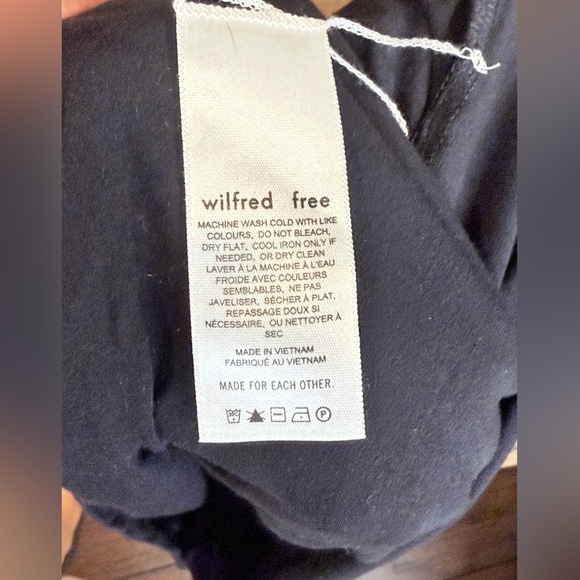 wilfred free
MACHINE WASH COLD WITH LIKE
COLOURS, DO NOT BLEACH,
DRY FLAT, COOL IRON ONLY IF
NEEDED, OR DRY CLEAN
LAVER À LA MACHINE À L'EAU
FROIDE AVEC COULEURS
SEMBLABLES, NE PAS
JAVELISER, SÉCHER À PLAT,
REPASSAGE DOUX SI
NÉCESSAIRE, OU NETTOYER À
SEC
MADE IN VIETNAM
FABRIQUÉ AU VIETNAM
MADE FOR EACH OTHER.
P